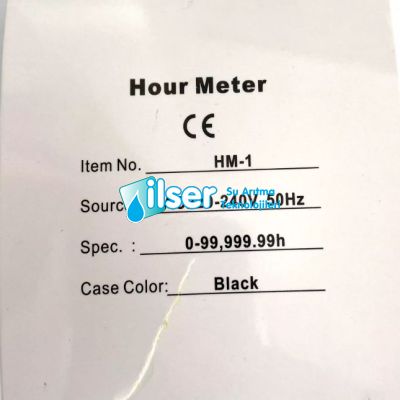 Hour Meter
CE
Item No. HM-1
ilser Su Arıtma
Teknolojileri
-240V 50Hz
Spec. : 0-99,999.99h
Case Color: Black